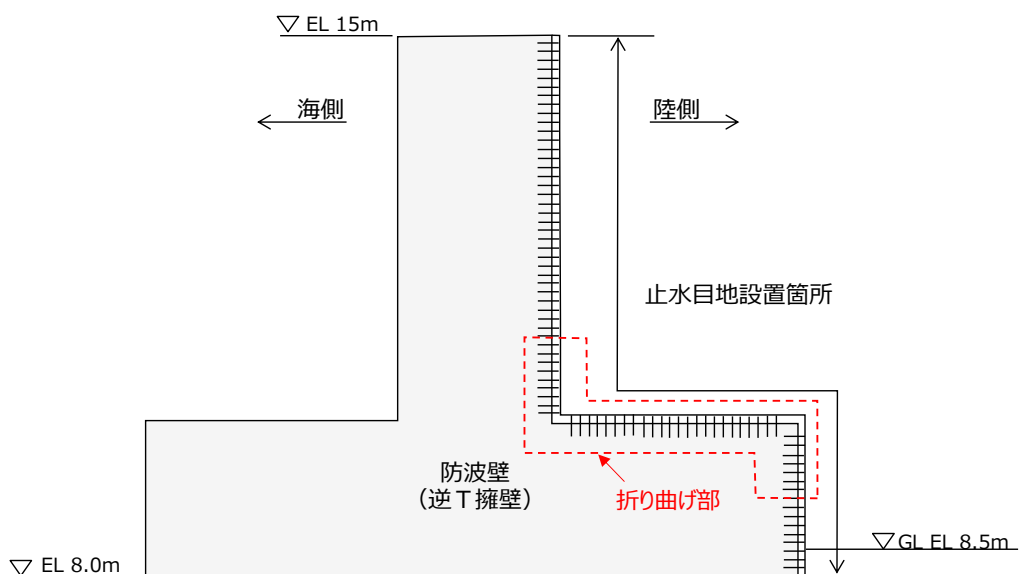 ▽ EL 15m
海側
陸側
止水目地設置箇所
防波壁
（逆T擁壁）
折り曲げ部
▽ GL EL 8.5m
▽ EL 8.0m